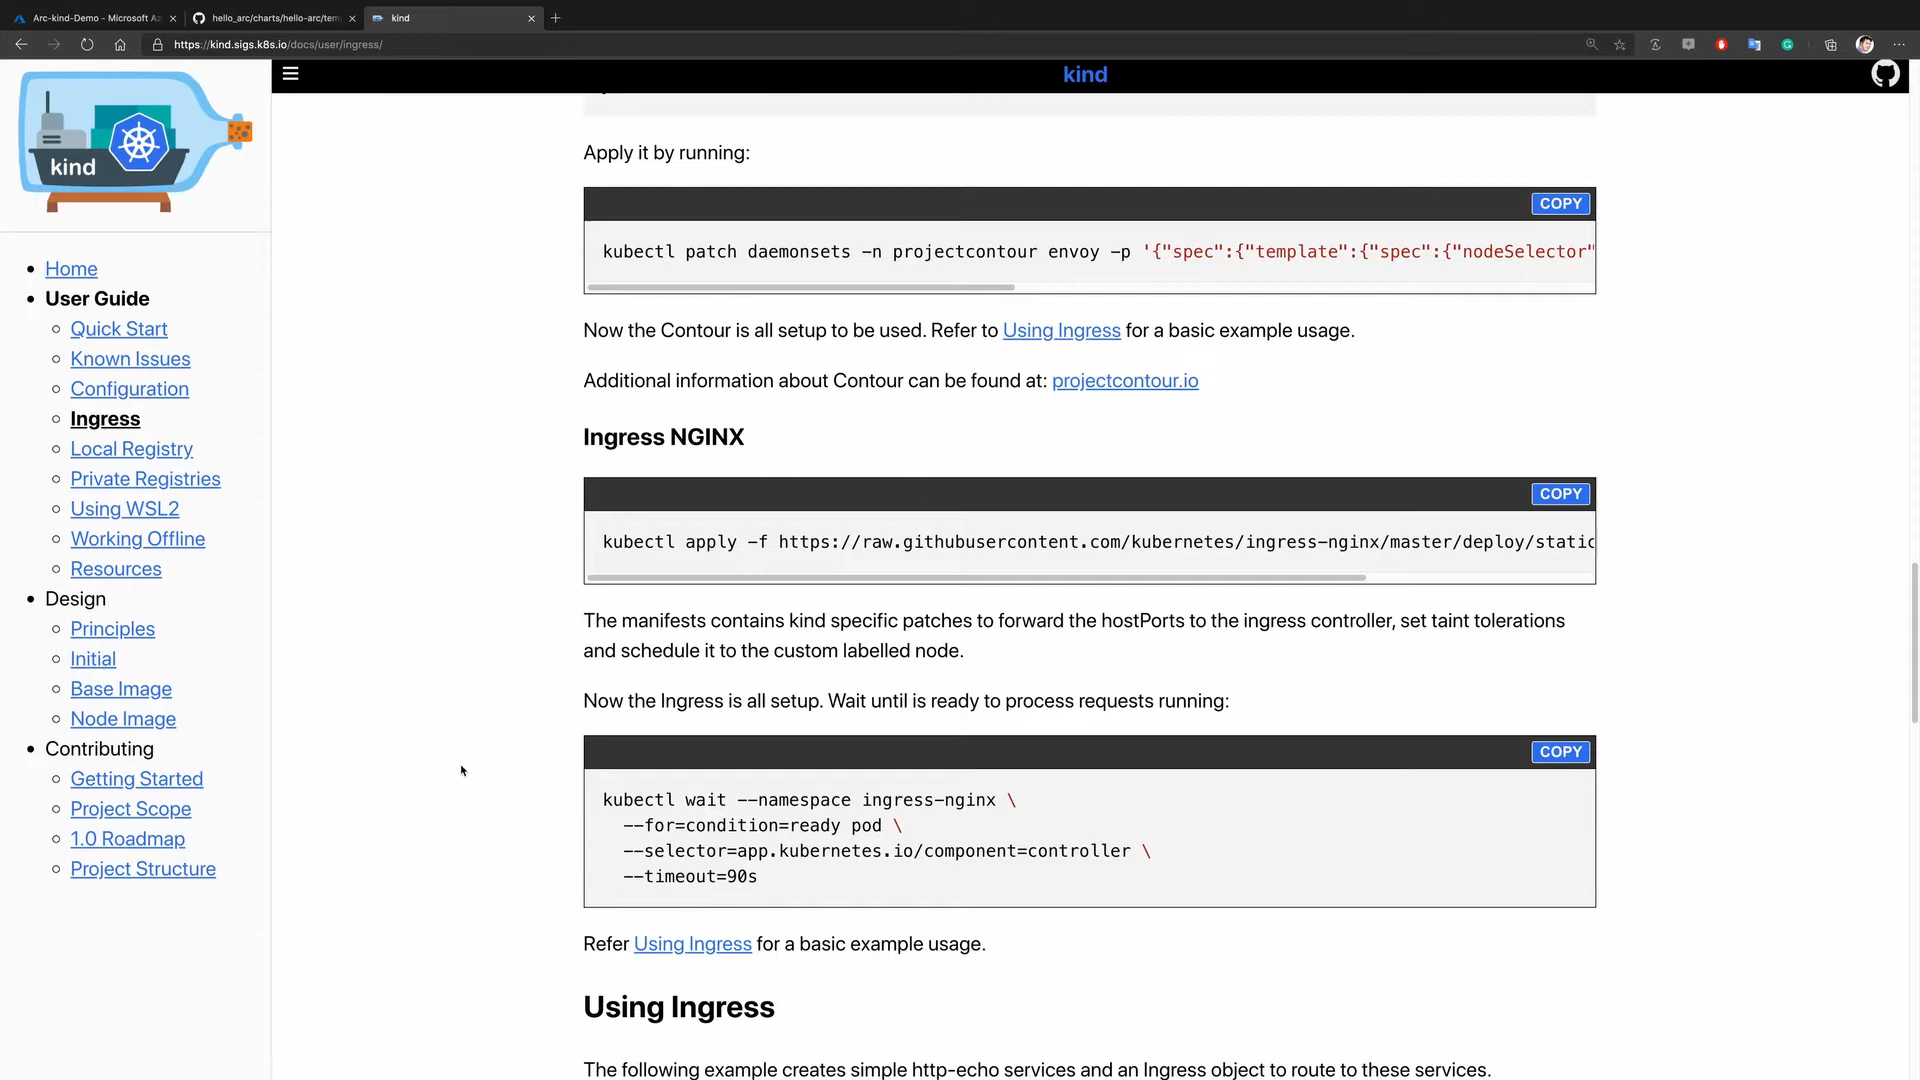 Arc-kind-Demo - Microsoft Az
hello_arc/charts/hello-arc/tem
kind
https://kind.sigs.k8s.io/docs/user/ingress/
kind
kind
Home
User Guide
Quick Start
Known Issues
Configuration
Ingress
Local Registry
Private Registries
Using WSL2
Working Offline
Resources
Design
Principles
Initial
Base Image
Node Image
Contributing
Getting Started
Project Scope
1.0 Roadmap
Project Structure
Apply it by running:
COPY
kubectl patch daemonsets -n projectcontour envoy -p '{"spec":{"template":{"spec":{"nodeSelector"
Now the Contour is all setup to be used. Refer to Using Ingress for a basic example usage.
Additional information about Contour can be found at: projectcontour.io
Ingress NGINX
COPY
kubectl apply -f https://raw.githubusercontent.com/kubernetes/ingress-nginx/master/deploy/static
The manifests contains kind specific patches to forward the hostPorts to the ingress controller, set taint tolerations
and schedule it to the custom labelled node.
Now the Ingress is all setup. Wait until is ready to process requests running:
COPY
kubectl wait --namespace ingress-nginx \
--for=condition=ready pod \
--selector=app.kubernetes.io/component=controller \
--timeout=90s
Refer Using Ingress for a basic example usage.
Using Ingress
The following example creates simple http-echo services and an Ingress object to route to these services.